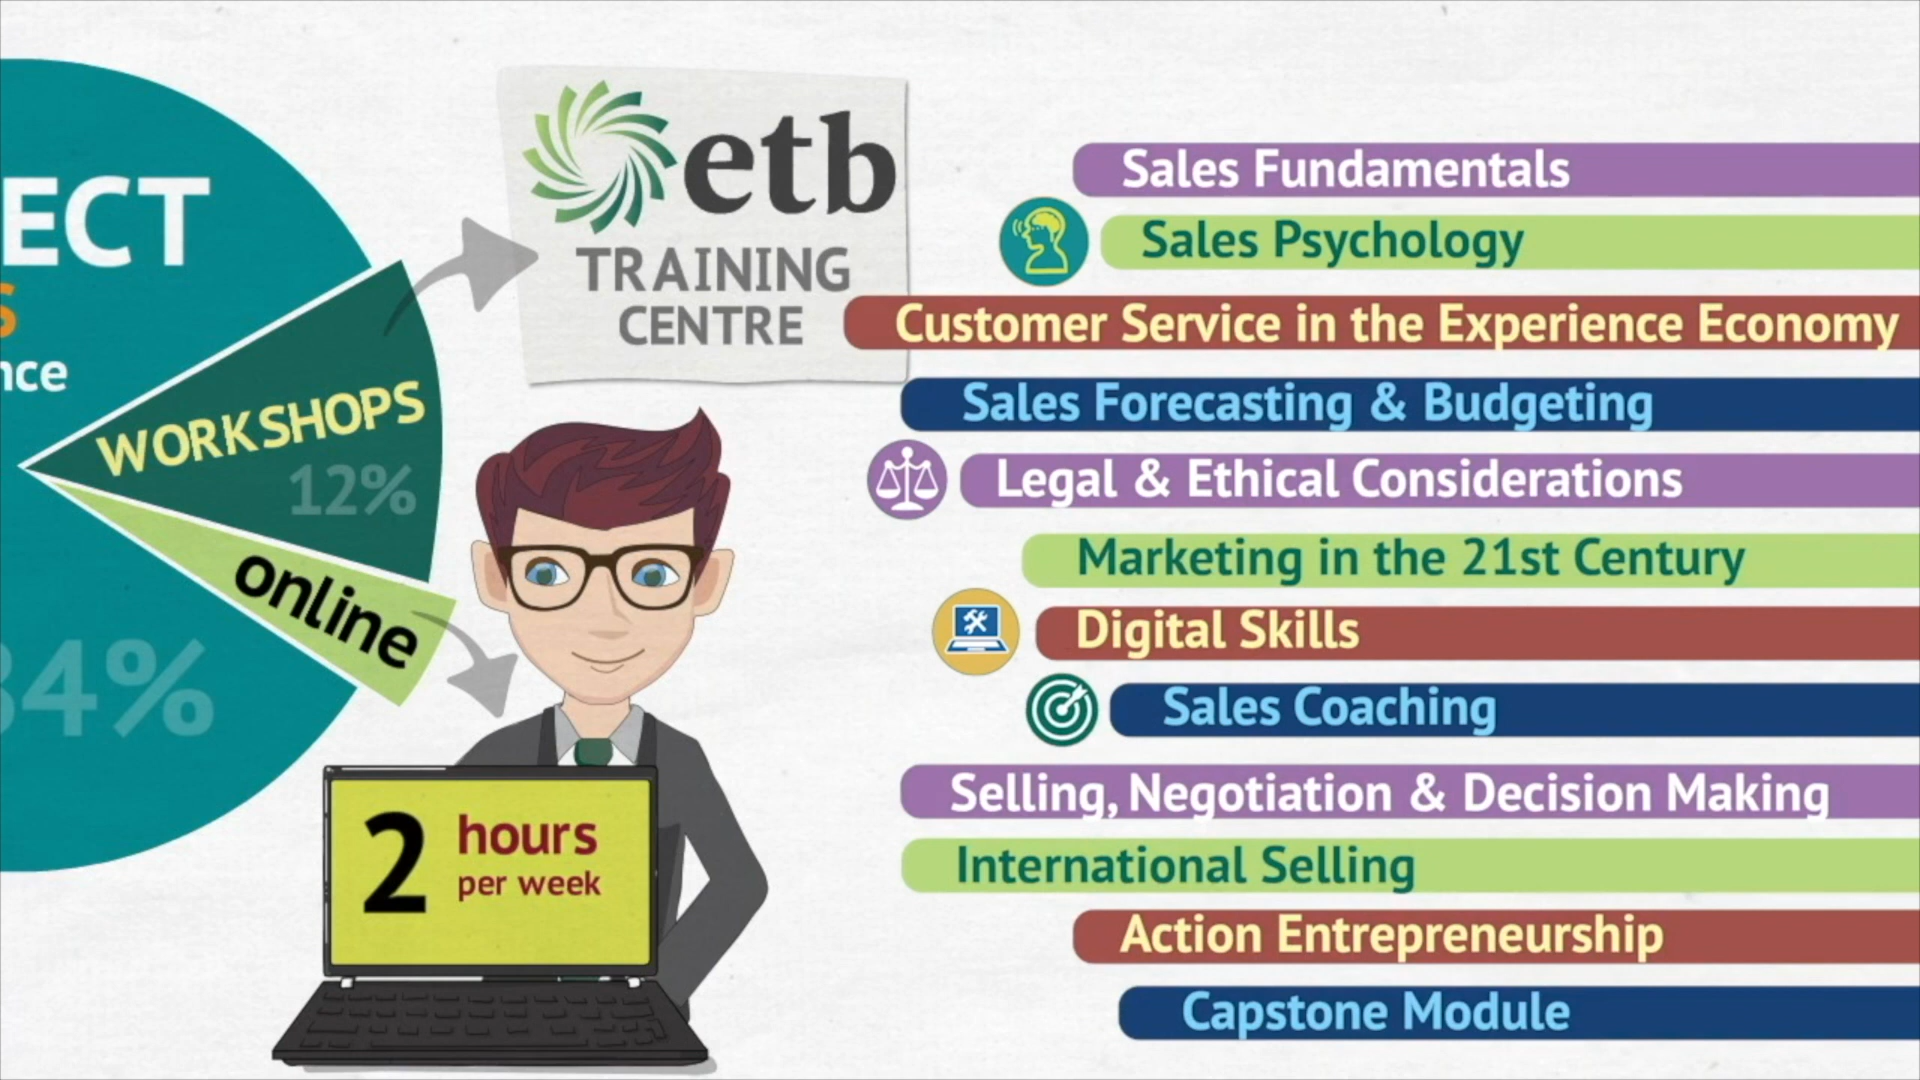 ECT
S
nce
34%
WORKSHOPS
12%
online
etb
TRAINING
CENTRE
2 hours
per week
Sales Fundamentals
Sales Psychology
Customer Service in the Experience Economy
Sales Forecasting & Budgeting
Legal & Ethical Considerations
Marketing in the 21st Century
Digital Skills
Sales Coaching
Selling, Negotiation & Decision Making
International Selling
Action Entrepreneurship
Capstone Module